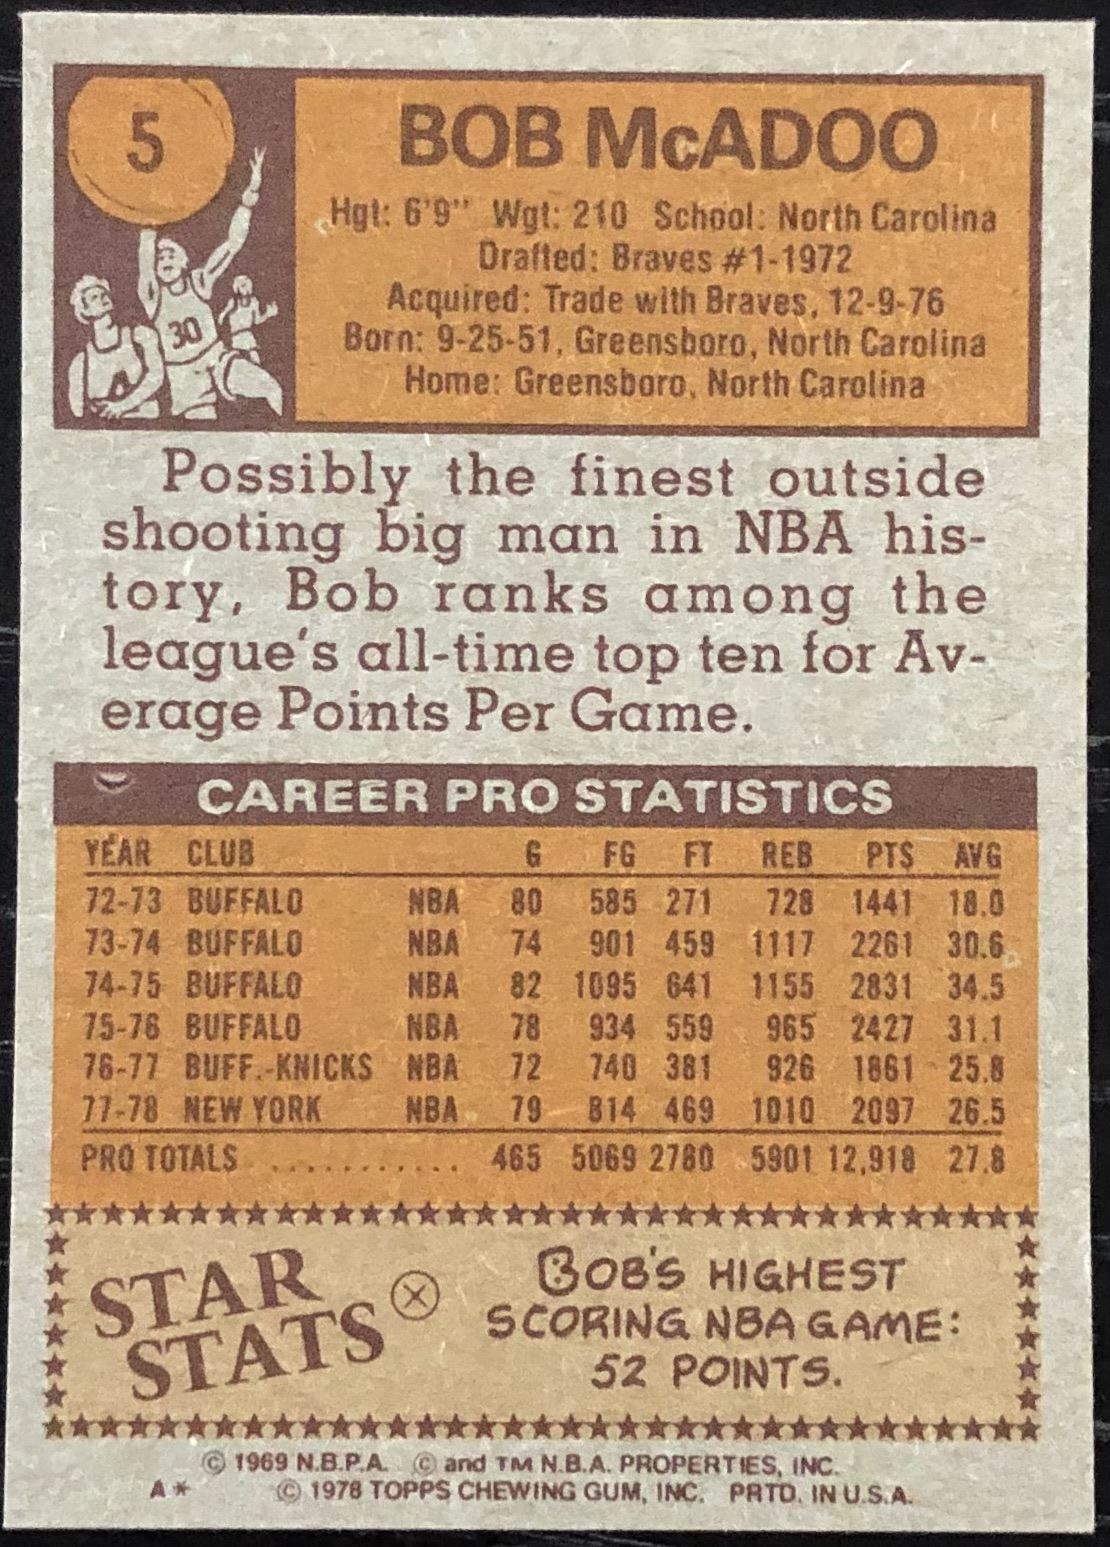 5
BOB McADOO
Hgt: 6'9" Wgt: 210 School: North Carolina
Drafted: Braves #1-1972
Acquired: Trade with Braves, 12-9-76
Born: 9-25-51, Greensboro, North Carolina
Home: Greensboro, North Carolina
30
Possibly the finest outside
shooting big man in NBA his-
tory, Bob ranks among the
league's all-time top ten for Av-
erage Points Per Game.
CAREER PRO STATISTICS
YEAR CLUB G FG FT REB PTS AVG
72-73 BUFFALO NBA 80 585 271 728 1441 18.0
73-74 BUFFALO NBA 74 901 459 1117 2261 30.6
74-75 BUFFALO NBA 82 1095 641 1155 2831 34.5
75-76 BUFFALO NBA 78 934 559 965 2427 31.1
76-77 BUFF.-KNICKS NBA 72 740 381 926 1861 25.8
77-78 NEW YORK NBA 79 814 469 1010 2097 26.5
PRO TOTALS ........... 465 5069 2780 5901 12,918 27.8
STAR
STATS
BOB'S HIGHEST
SCORING NBA GAME:
52 POINTS.
© 1969 N.B.P.A. © and TM N.B.A. PROPERTIES, INC.
A * © 1978 TOPPS CHEWING GUM, INC. PRTD. IN U.S.A.